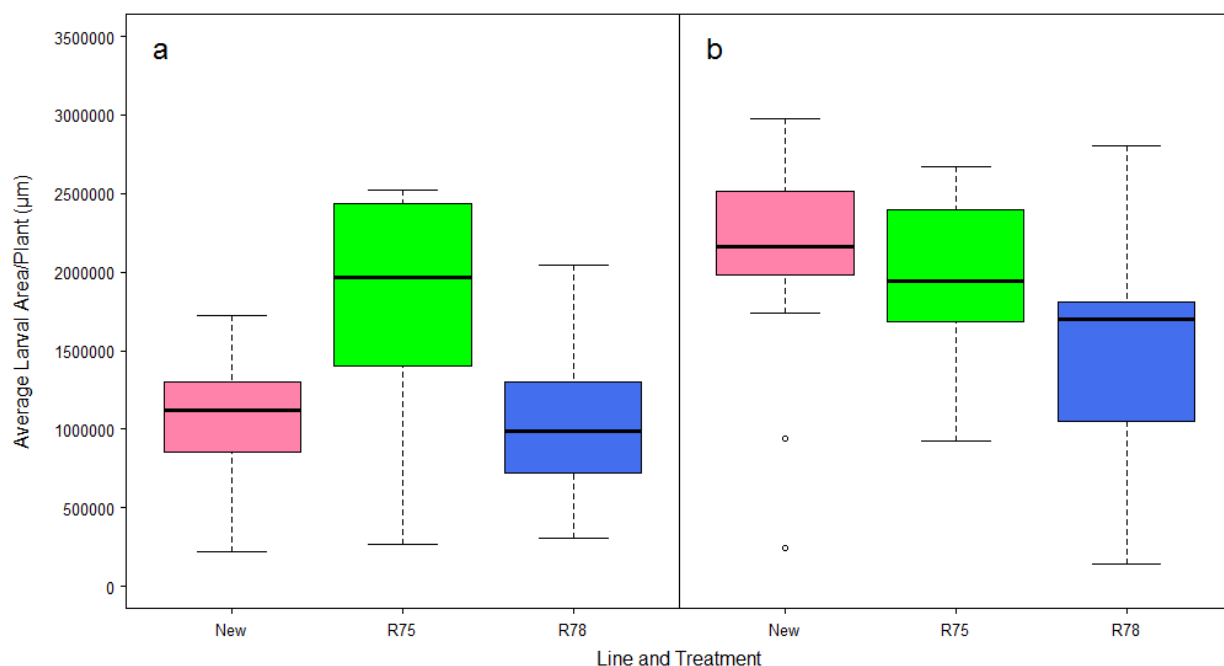 a
b
3500000
3000000
2500000
2000000
1500000
1000000
500000
0
Average Larval Area/Plant (µm)
New R75 R78 New R75 R78
Line and Treatment